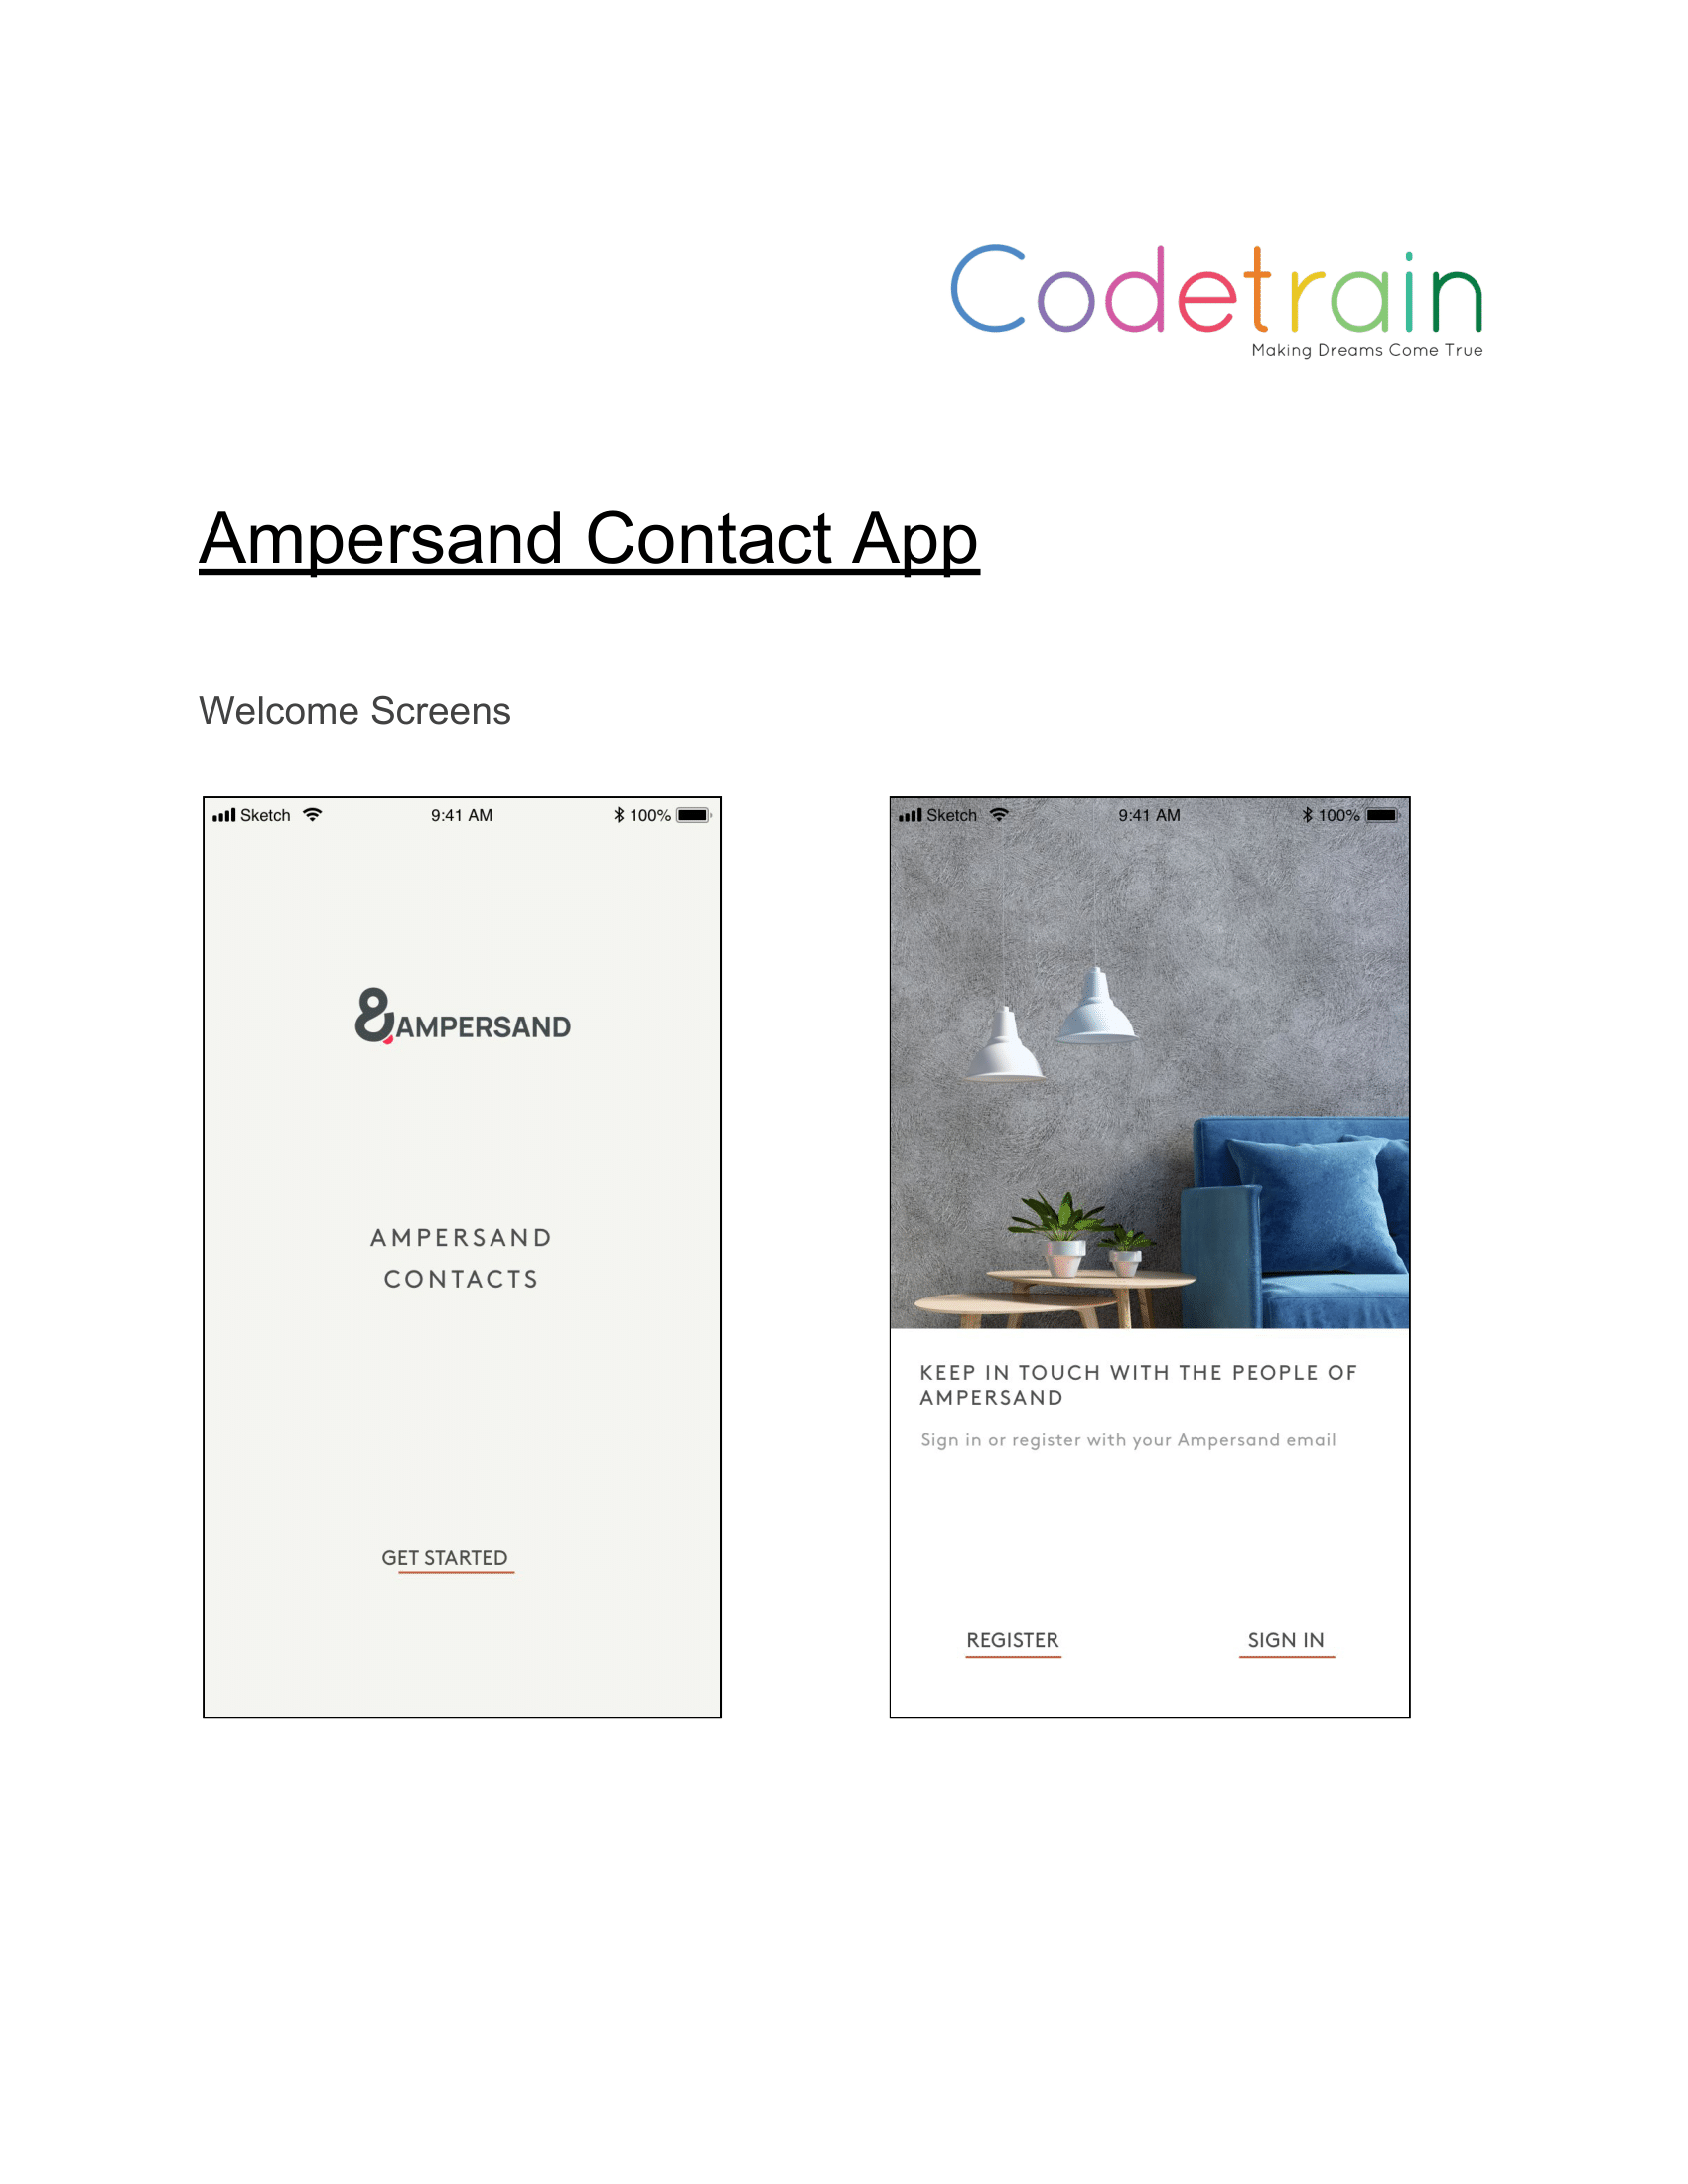 Codetrain
Making Dreams Come True
Ampersand Contact App
Welcome Screens
Sketch 9:41 AM 100%
&AMPERSAND
AMPERSAND
CONTACTS
GET STARTED
Sketch 9:41 AM 100%
KEEP IN TOUCH WITH THE PEOPLE OF
AMPERSAND
Sign in or register with your Ampersand email
REGISTER SIGN IN